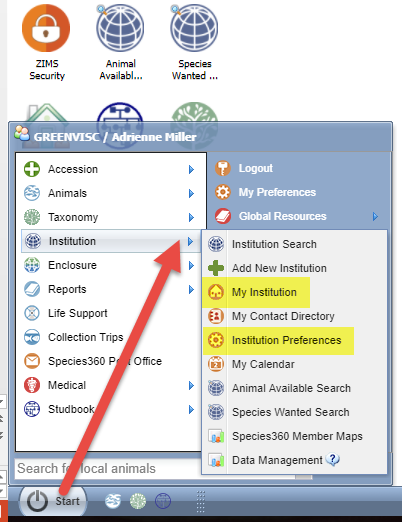 ZIMS
Security
Animal
Availabl...
Species
Wanted ...
GREENVISC / Adrienne Miller
Accession
Animals
Taxonomy
Institution
Enclosure
Reports
Life Support
Collection Trips
Species360 Post Office
Medical
Studbook
Logout
My Preferences
Global Resources
Institution Search
Add New Institution
My Institution
My Contact Directory
Institution Preferences
My Calendar
Animal Available Search
Species Wanted Search
Species360 Member Maps
Data Management
Search for local animals
Start